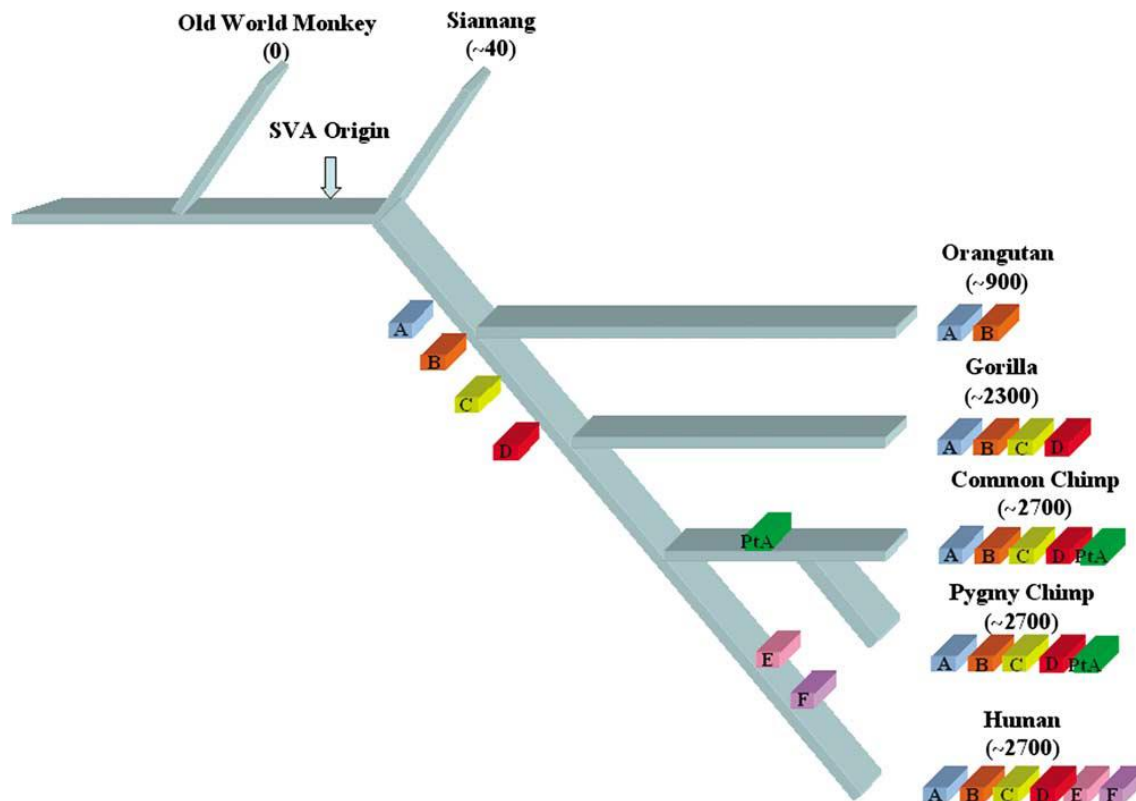 Old World Monkey
(0)
Siamang
(~40)
SVA Origin
A
B
C
D
PtA
E
F
Orangutan
(~900)
A B
Gorilla
(~2300)
A B C D
Common Chimp
(~2700)
A B C D PtA
Pygmy Chimp
(~2700)
A B C D PtA
Human
(~2700)
A B C D E F